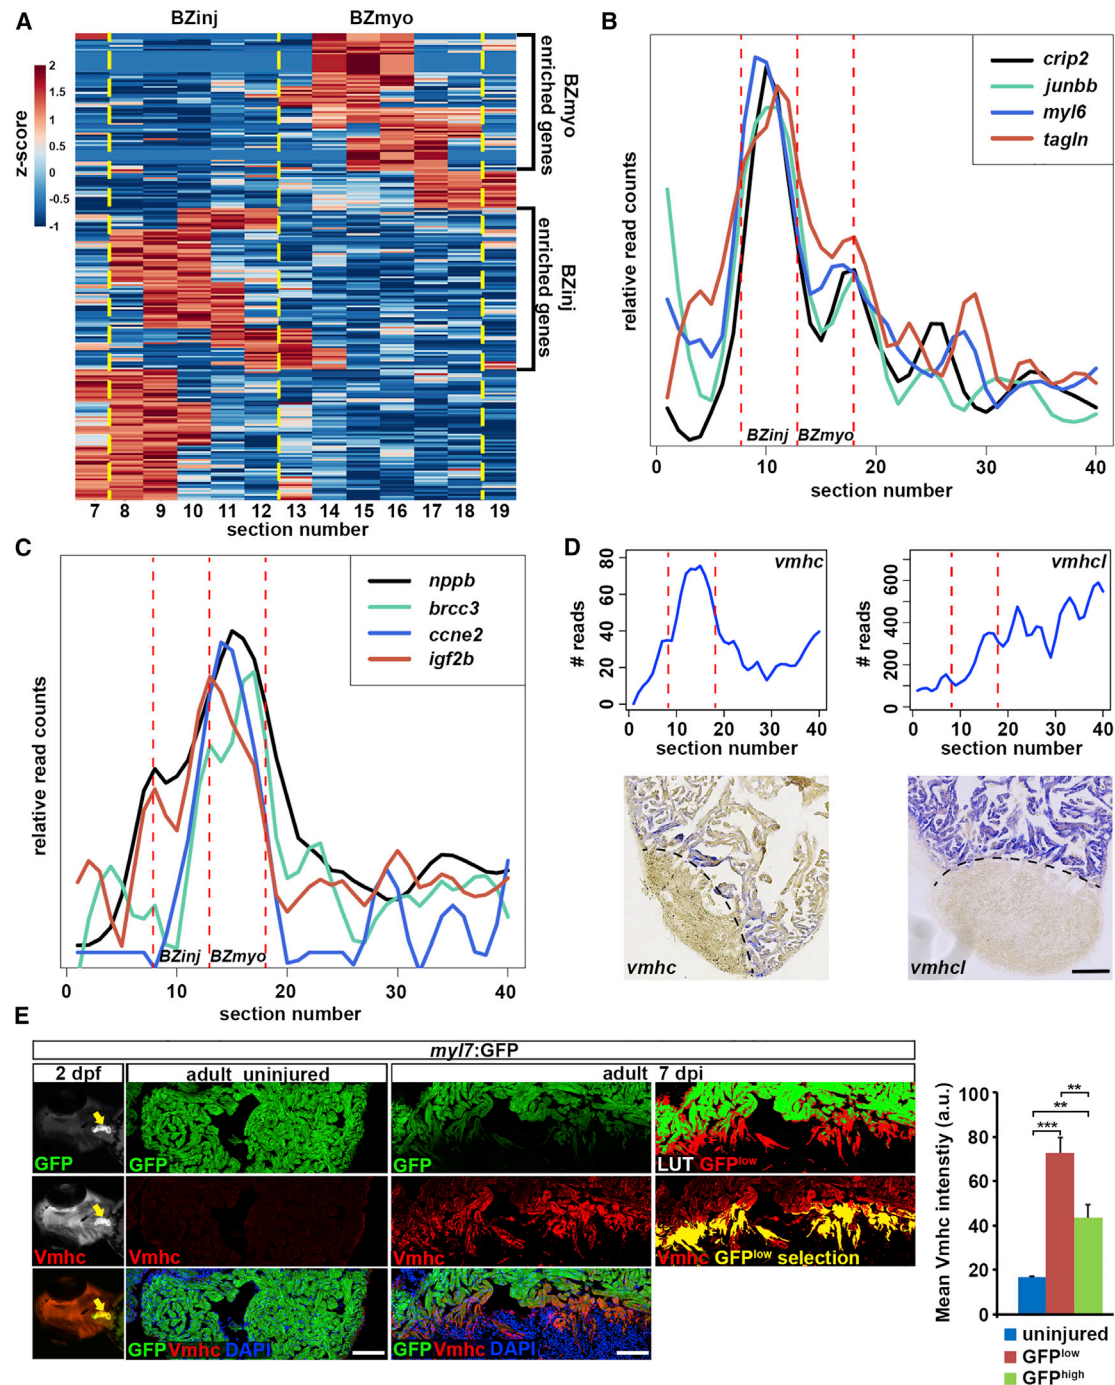 A
BZinj
BZmyo
z-score
2
1.5
1
0.5
0
-0.5
-1
BZmyo
enriched genes
BZinj
enriched genes
7 8 9 10 11 12 13 14 15 16 17 18 19
section number
B
relative read counts
crip2
junbb
myl6
tagln
BZinj BZmyo
0 10 20 30 40
section number
C
relative read counts
nppb
brcc3
ccne2
igf2b
BZinj BZmyo
0 10 20 30 40
section number
D
vmhc
# reads
80
60
40
20
0
0 10 20 30 40
section number
vmhcl
# reads
600
400
200
0
0 10 20 30 40
section number
vmhc
vmhcl
E
myl7:GFP
2 dpf
adult uninjured
adult 7 dpi
GFP
GFP
GFP
LUT GFPlow
Vmhc
Vmhc
Vmhc
Vmhc GFPlow selection
GFP Vmhc DAPI
GFP Vmhc DAPI
Mean Vmhc intenstiy (a.u.)
100
80
60
40
20
0
**
**
***
uninjured
GFPlow
GFPhigh